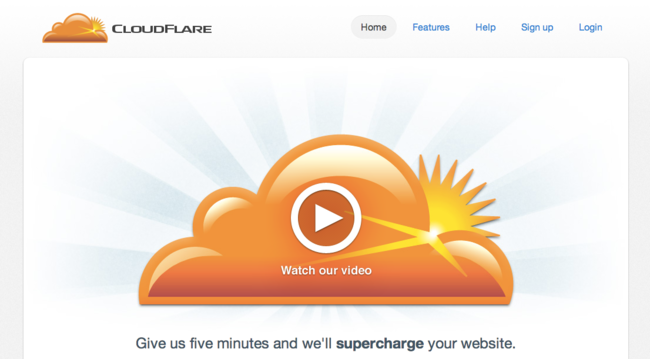 CLOUDFLARE
Home Features Help Sign up Login
Watch our video
Give us five minutes and we'll supercharge your website.